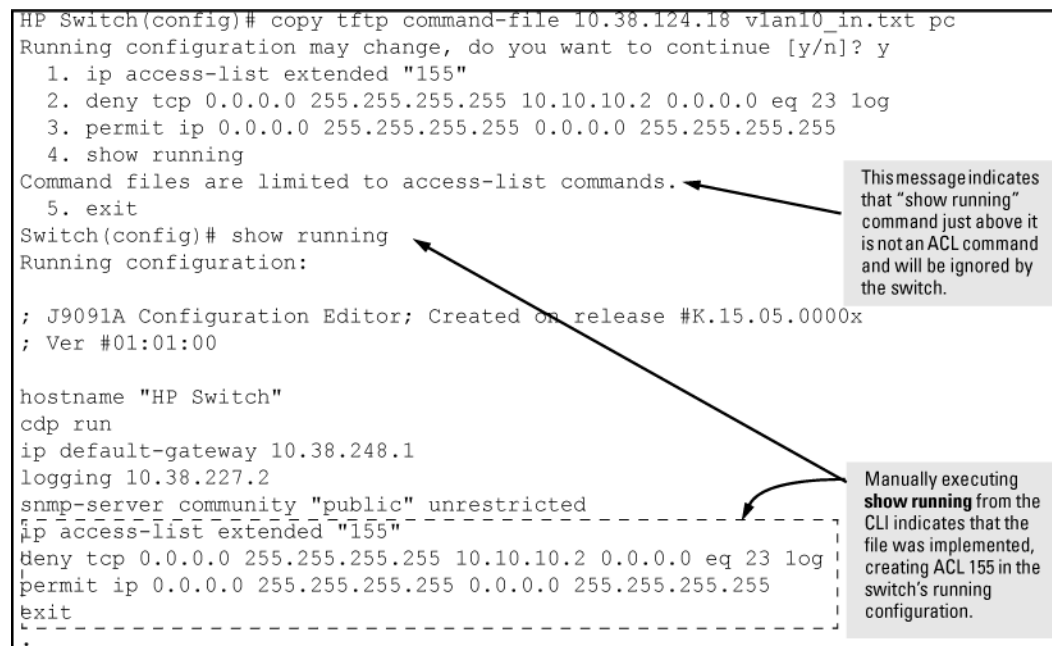 HP Switch(config)# copy tftp command-file 10.38.124.18 vlan10_in.txt pc
Running configuration may change, do you want to continue [y/n]? y
1. ip access-list extended "155"
2. deny tcp 0.0.0.0 255.255.255.255 10.10.10.2 0.0.0.0 eq 23 log
3. permit ip 0.0.0.0 255.255.255.255 0.0.0.0 255.255.255.255
4. show running
Command files are limited to access-list commands.
5. exit
Switch(config)# show running
Running configuration:
; J9091A Configuration Editor; Created on release #K.15.05.0000x
; Ver #01:01:00
hostname "HP Switch"
cdp run
ip default-gateway 10.38.248.1
logging 10.38.227.2
snmp-server community "public" unrestricted
ip access-list extended "155"
deny tcp 0.0.0.0 255.255.255.255 10.10.10.2 0.0.0.0 eq 23 log
permit ip 0.0.0.0 255.255.255.255 0.0.0.0 255.255.255.255
exit
This message indicates
that “show running”
command just above it
is not an ACL command
and will be ignored by
the switch.
Manually executing
show running from the
CLI indicates that the
file was implemented,
creating ACL 155 in the
switch's running
configuration.